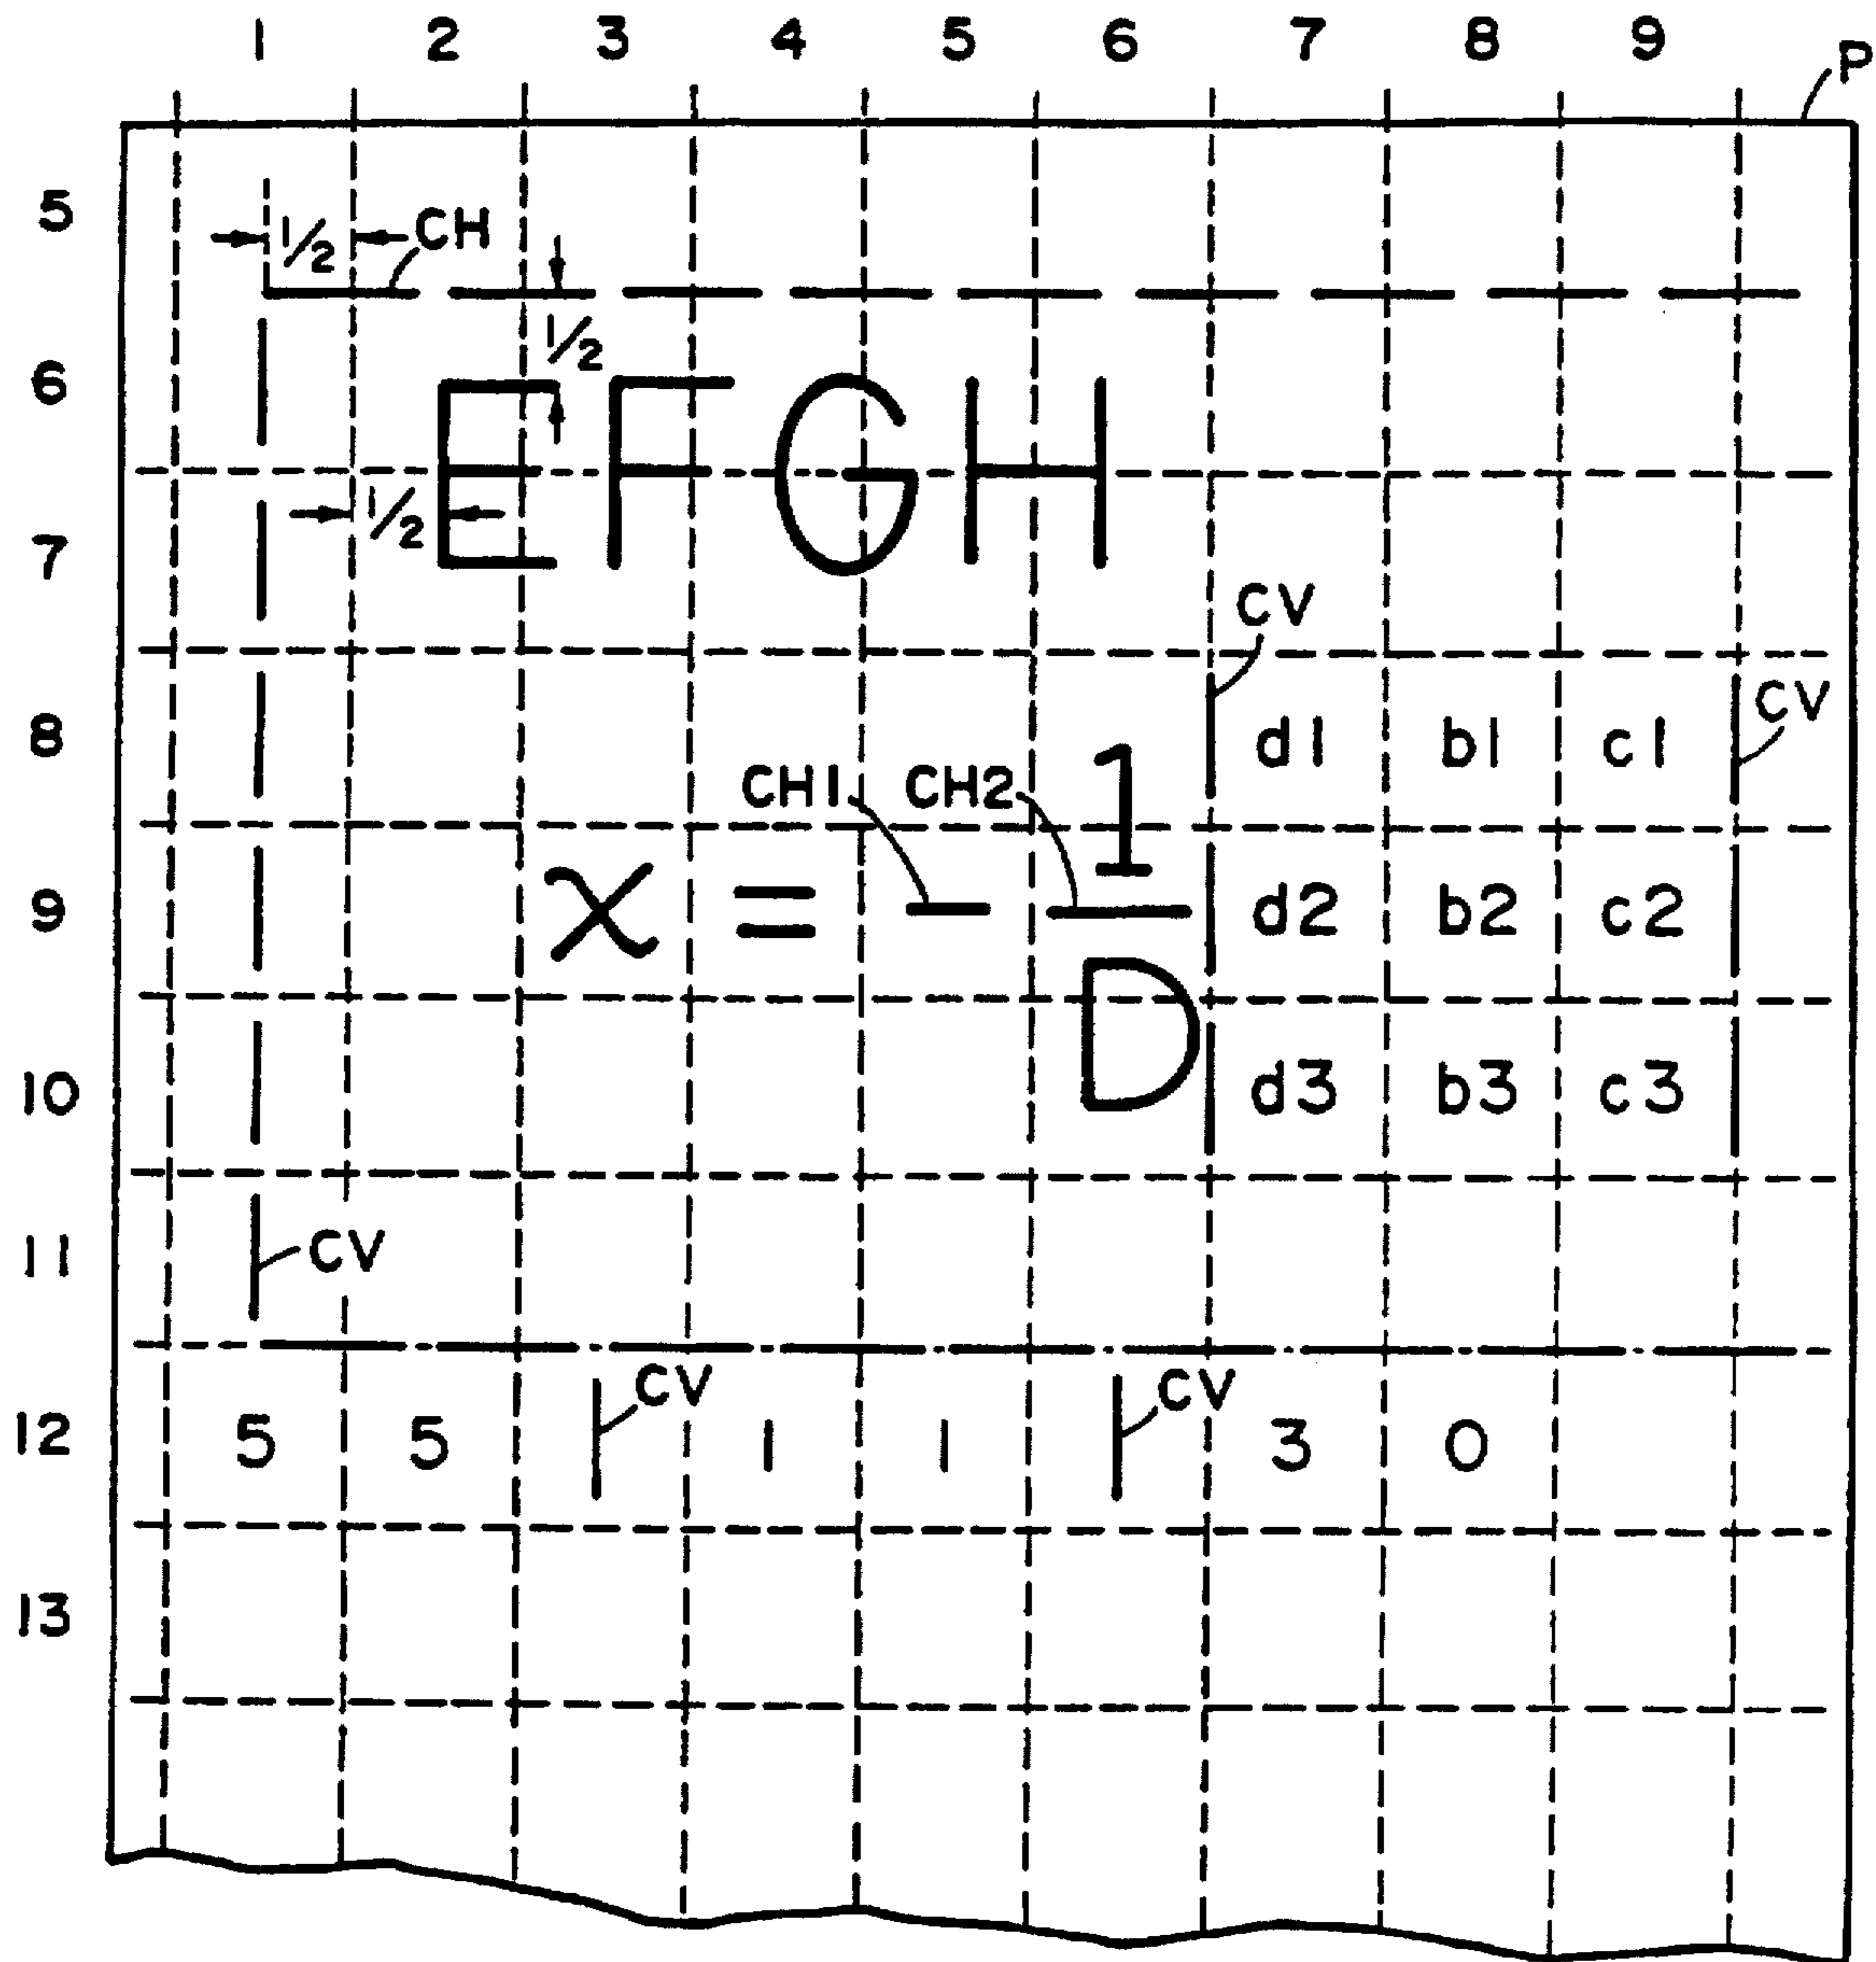 1 2 3 4 5 6 7 8 9 P
5 1/2 CH
1/2
6 EFGH
7 1/2
CV
8 d1 b1 c1 CV
CH1 CH2 1
9 x = − d2 b2 c2
D
10 d3 b3 c3
11 CV
CV CV
12 5 5 1 1 3 0
13